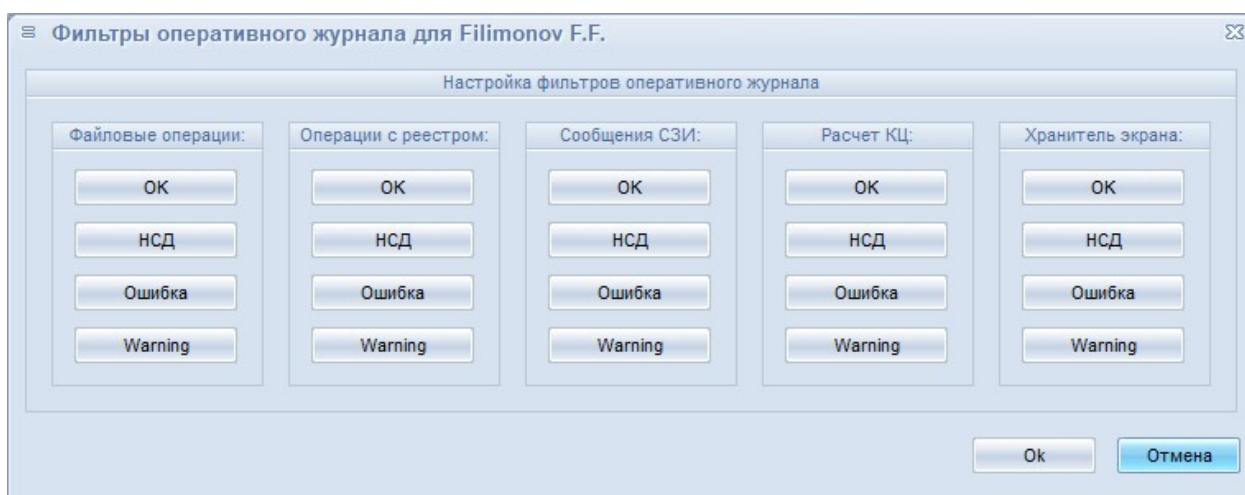 Фильтры оперативного журнала для Filimonov F.F.
Настройка фильтров оперативного журнала
Файловые операции: Операции с реестром: Сообщения СЗИ: Расчет КЦ: Хранитель экрана:
OK OK OK OK OK
НСД НСД НСД НСД НСД
Ошибка Ошибка Ошибка Ошибка Ошибка
Warning Warning Warning Warning Warning
Ok Отмена